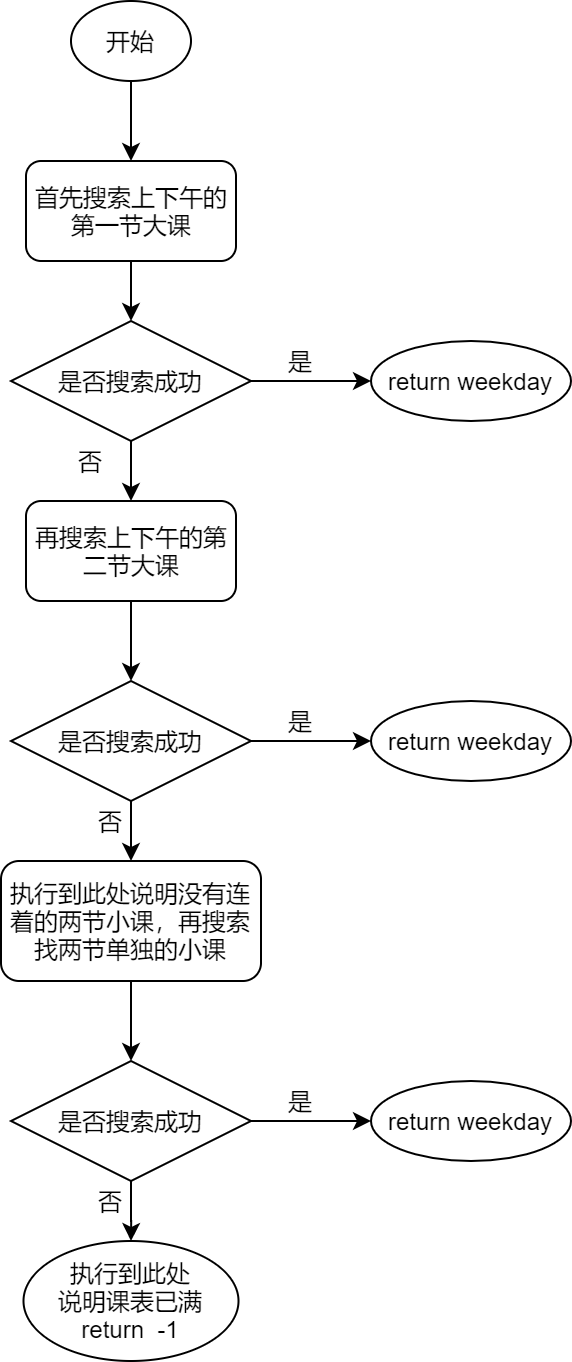 开始
首先搜索上下午的
第一节大课
是否搜索成功
是
return weekday
否
再搜索上下午的第
二节大课
是否搜索成功
是
return weekday
否
执行到此处说明没有连
着的两节小课，再搜索
找两节单独的小课
是否搜索成功
是
return weekday
否
执行到此处
说明课表已满
return -1